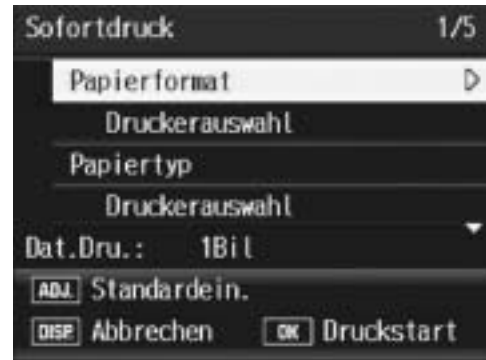 Sofortdruck 1/5
Papierformat
Druckerauswahl
Papiertyp
Druckerauswahl
Dat.Dru.: 1Bil
ADJ. Standardein.
DISP Abbrechen OK Druckstart